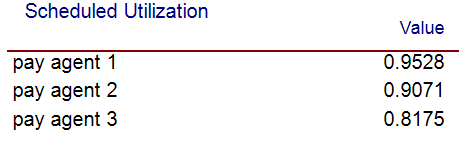 Scheduled Utilization
Value
pay agent 1 0.9528
pay agent 2 0.9071
pay agent 3 0.8175